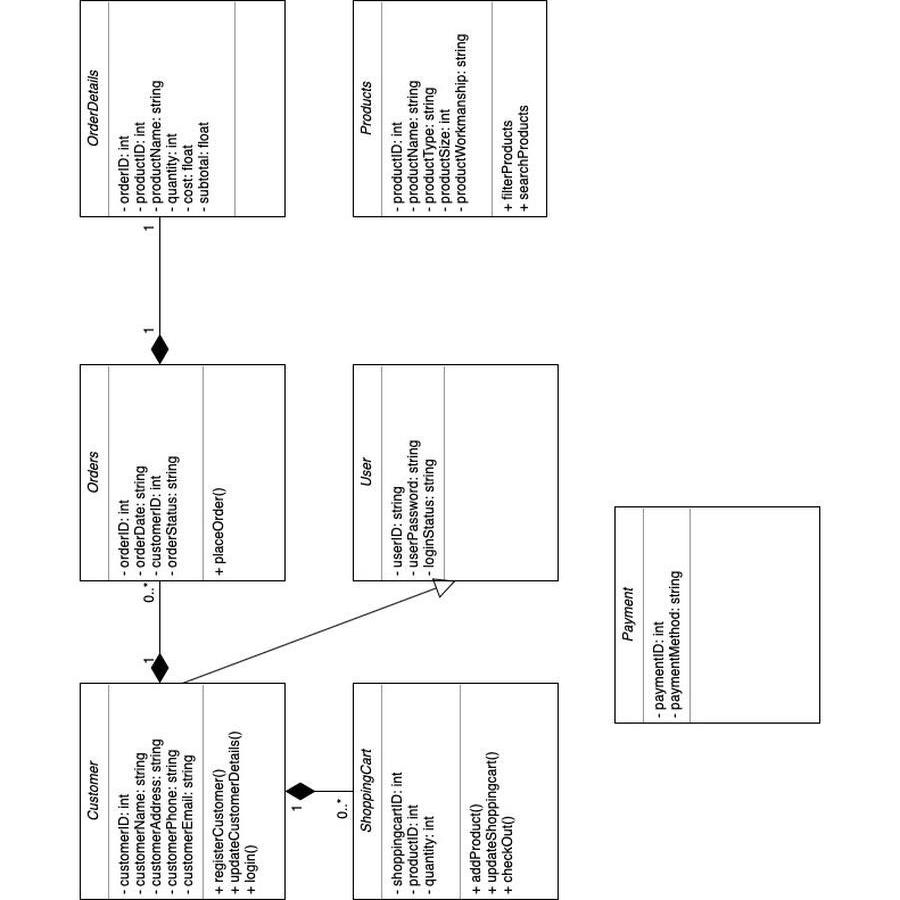 Customer
- customerID: int
- customerName: string
- customerAddress: string
- customerPhone: string
- customerEmail: string
+ registerCustomer()
+ updateCustomerDetails()
+ login()
1
0..*
1
0..*
Orders
- orderID: int
- orderDate: string
- customerID: int
- orderStatus: string
+ placeOrder()
1
1
OrderDetails
- orderID: int
- productID: int
- productName: string
- quantity: int
- cost: float
- subtotal: float
ShoppingCart
- shoppingcartID: int
- productID: int
- quantity: int
+ addProduct()
+ updateShoppingcart()
+ checkOut()
User
- userID: string
- userPassword: string
- loginStatus: string
Products
- productID: int
- productName: string
- productType: string
- productSize: int
- productWorkmanship: string
+ filterProducts
+ searchProducts
Payment
- paymentID: int
- paymentMethod: string